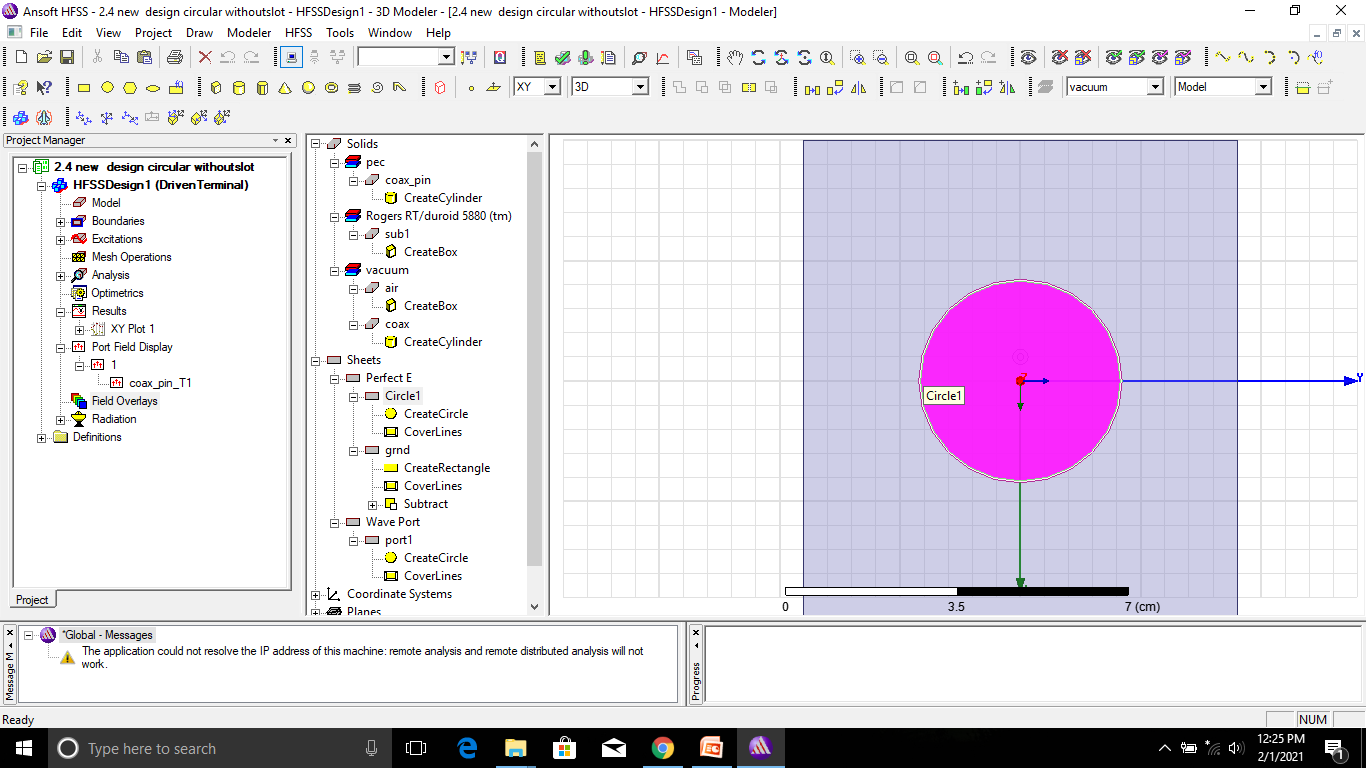 Ansoft HFSS - 2.4 new  design circular withoutslot - HFSSDesign1 - 3D Modeler - [2.4 new  design circular withoutslot - HFSSDesign1 - Modeler]
File Edit View Project Draw Modeler HFSS Tools Window Help
XY 3D vacuum Model
Project Manager
2.4 new  design circular withoutslot
HFSSDesign1 (DrivenTerminal)
Model
Boundaries
Excitations
Mesh Operations
Analysis
Optimetrics
Results
XY Plot 1
Port Field Display
1
coax_pin_T1
Field Overlays
Radiation
Definitions
Project
Solids
pec
coax_pin
CreateCylinder
Rogers RT/duroid 5880 (tm)
sub1
CreateBox
vacuum
air
CreateBox
coax
CreateCylinder
Sheets
Perfect E
Circle1
CreateCircle
CoverLines
grnd
CreateRectangle
CoverLines
Subtract
Wave Port
port1
CreateCircle
CoverLines
Coordinate Systems
Planes
Z
Y
Circle1
0 3.5 7 (cm)
Message M
*Global - Messages
The application could not resolve the IP address of this machine: remote analysis and remote distributed analysis will not
work.
Progress
Ready
NUM
Type here to search
12:25 PM
2/1/2021
1